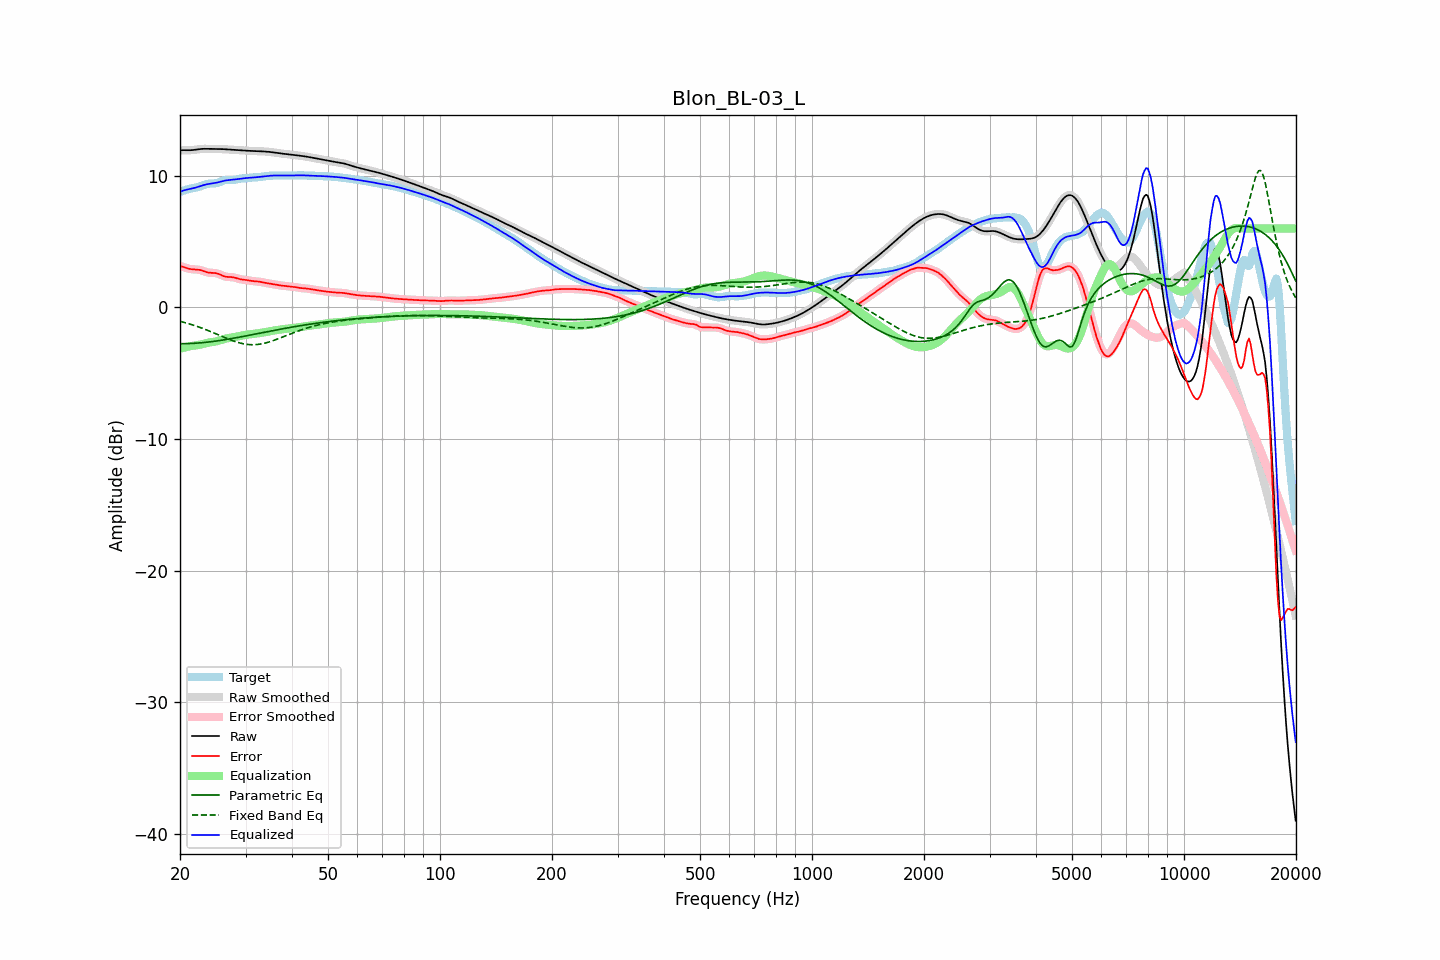 Blon_BL-03_L
Amplitude (dBr)
10
0
−10
−20
−30
−40
Target
Raw Smoothed
Error Smoothed
Raw
Error
Equalization
Parametric Eq
Fixed Band Eq
Equalized
20 50 100 200 500 1000 2000 5000 10000 20000
Frequency (Hz)